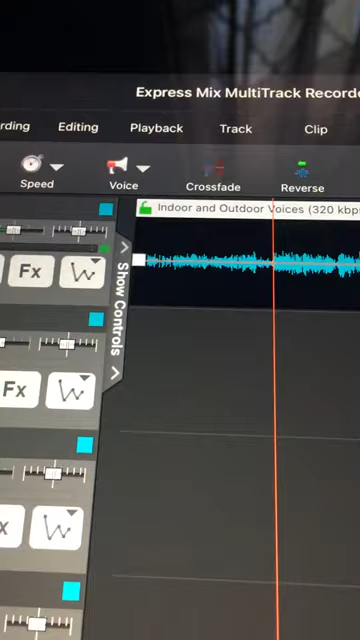 Express Mix MultiTrack Recorde
rding Editing Playback Track Clip
Speed Voice Crossfade Reverse
Indoor and Outdoor Voices (320 kbps
Show Controls
Fx
Fx
x